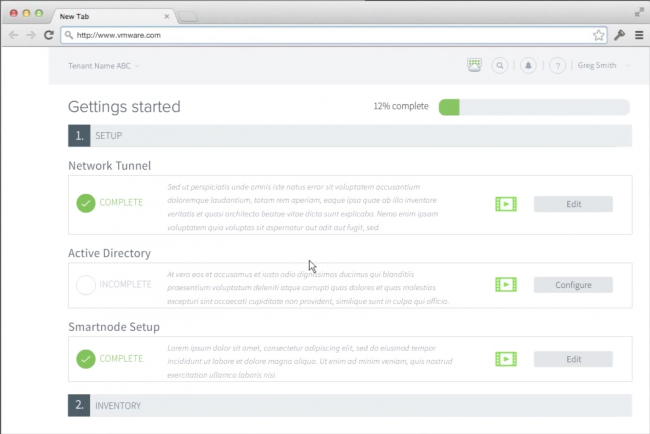 New Tab
http://www.vmware.com
Tenant Name ABC
?
Greg Smith
Gettings started
12% complete
1. SETUP
Network Tunnel
COMPLETE
Sed ut perspiciatis unde omnis iste natus error sit voluptatem accusantium
doloremque laudantium, totam rem aperiam, eaque ipsa quae ab illo inventore
veritatis et quasi architecto beatae vitae dicta sunt explicabo. Nemo enim ipsam
voluptatem quia voluptas sit aspernatur aut odit aut fugit, sed
Edit
Active Directory
INCOMPLETE
At vero eos et accusamus et iusto odio dignissimos ducimus qui blanditiis
praesentium voluptatum deleniti atque corrupti quos dolores et quas molestias
excepturi sint occaecati cupiditate non provident, similique sunt in culpa qui officia.
Configure
Smartnode Setup
COMPLETE
Lorem ipsum dolor sit amet, consectetur adipiscing elit, sed do eiusmod tempor
incididunt ut labore et dolore magna aliqua. Ut enim ad minim veniam, quis nostrud
exercitation ullamco laboris nisi
Edit
2. INVENTORY